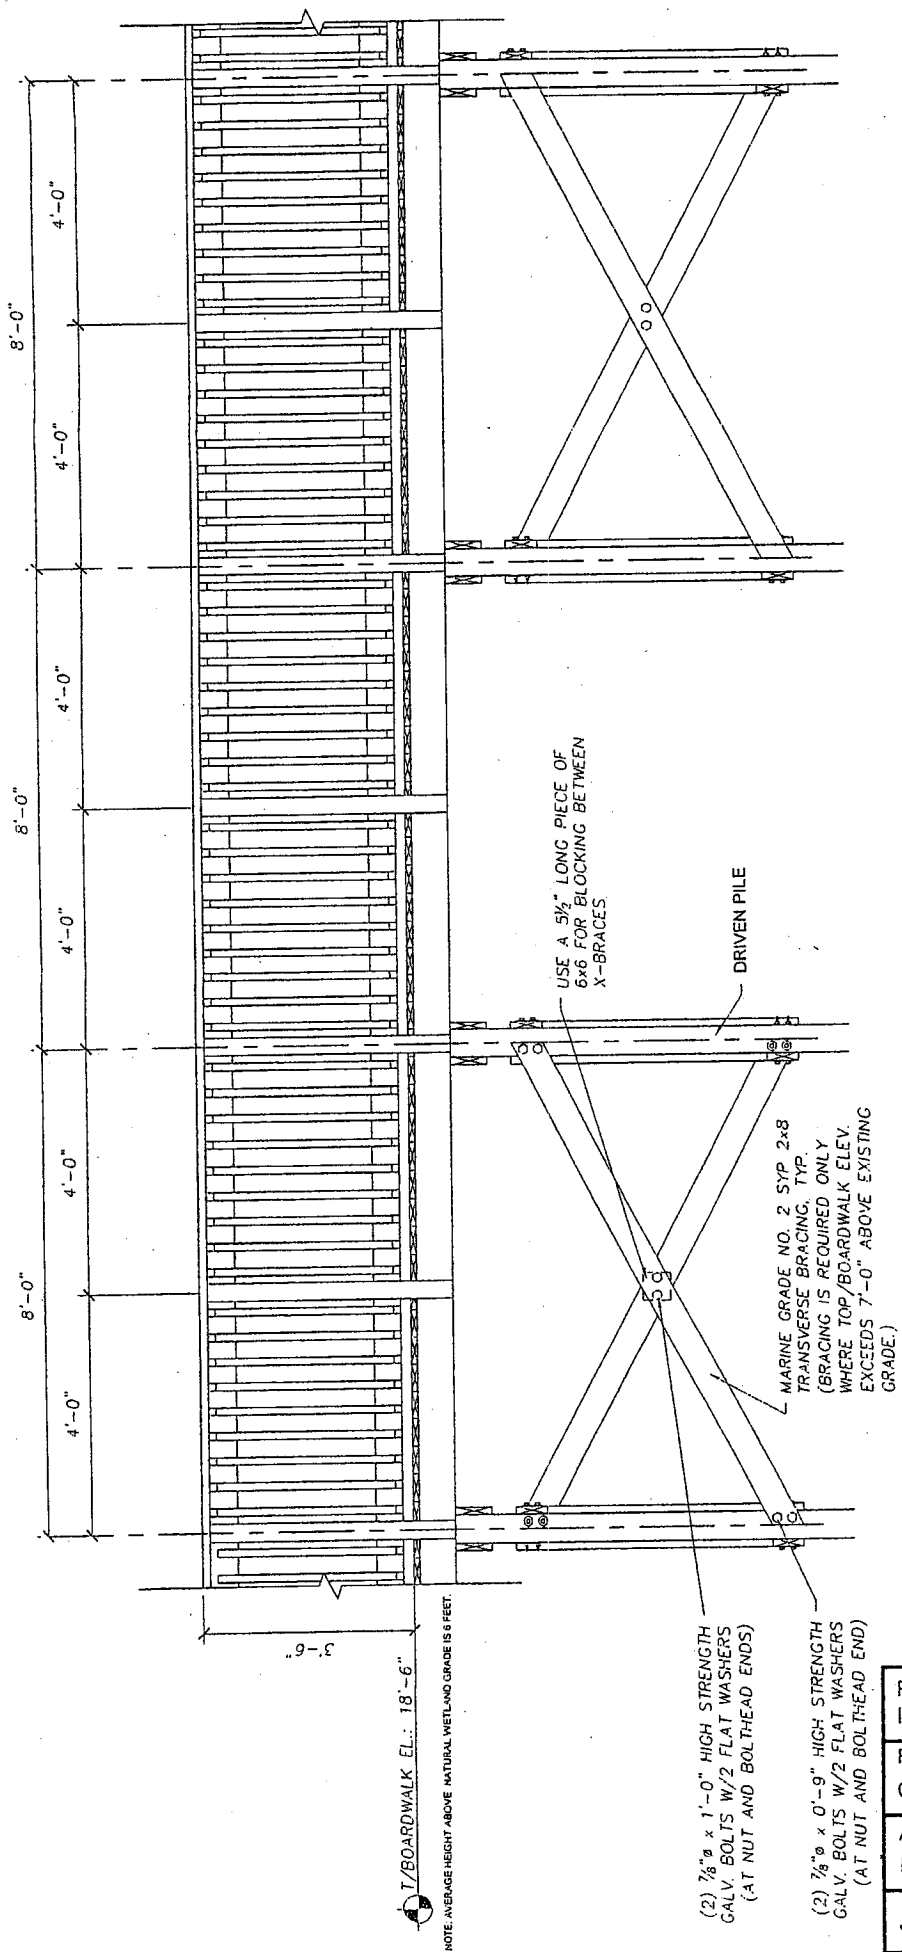 8'-0"
8'-0"
8'-0"
4'-0"
4'-0"
4'-0"
4'-0"
4'-0"
4'-0"
3'-6"
T/BOARDWALK EL.: 18'-6"
NOTE: AVERAGE HEIGHT ABOVE NATURAL WETLAND GRADE IS 6 FEET.
USE A 5½" LONG PIECE OF
6x6 FOR BLOCKING BETWEEN
X-BRACES
DRIVEN PILE
MARINE GRADE NO. 2 SYP 2x8
TRANSVERSE BRACING, TYP.
(BRACING IS REQUIRED ONLY
WHERE TOP/BOARDWALK ELEV.
EXCEEDS 7'-0" ABOVE EXISTING
GRADE.)
(2) ⅞"ø x 1'-0" HIGH STRENGTH
GALV. BOLTS W/2 FLAT WASHERS
(AT NUT AND BOLTHEAD ENDS)
(2) ⅞"ø x 0'-9" HIGH STRENGTH
GALV. BOLTS W/2 FLAT WASHERS
(AT NUT AND BOLTHEAD END)